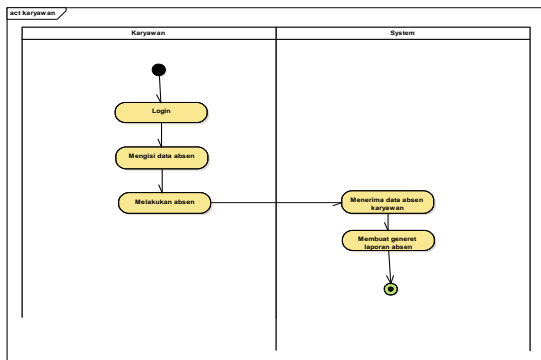 act karyawan
Karyawan
System
Login
Mengisi data absen
Melakukan absen
Menerima data absen
karyawan
Membuat generet
laporan absen